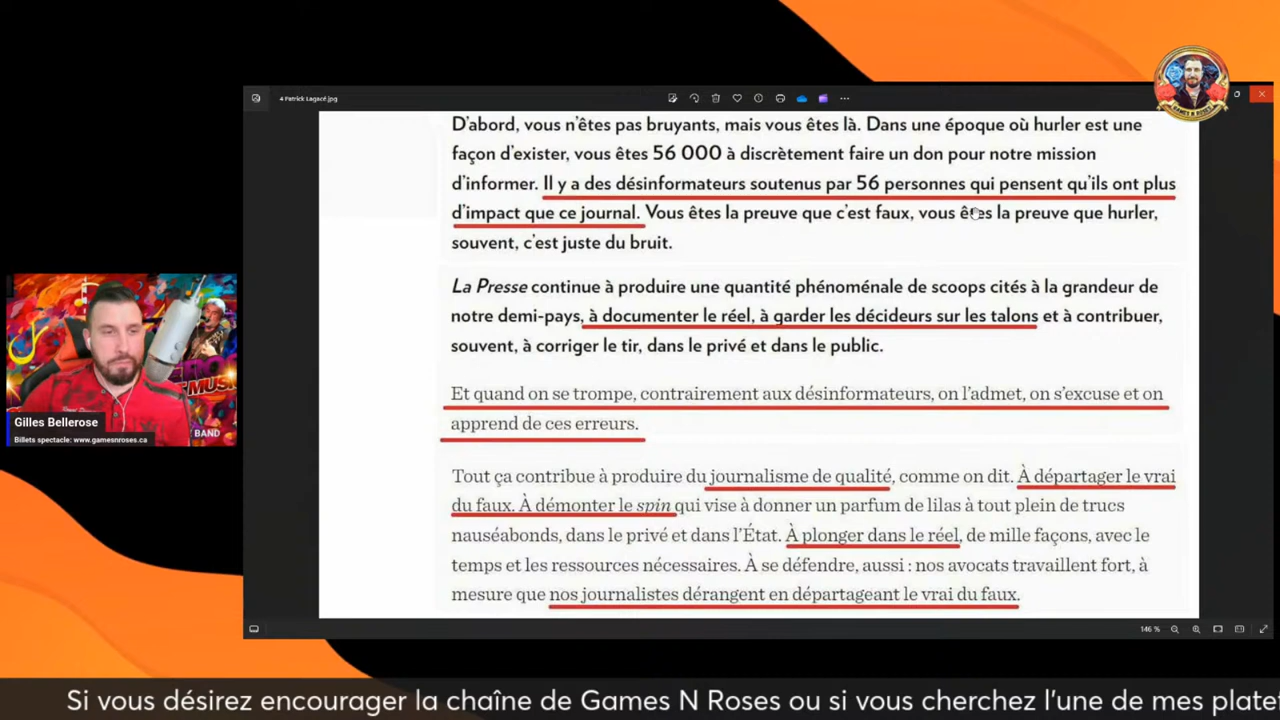 4 Patrick Lagacé.jpg
D'abord, vous n'êtes pas bruyants, mais vous êtes là. Dans une époque où hurler est une
façon d'exister, vous êtes 56 000 à discrètement faire un don pour notre mission
d'informer. Il y a des désinformateurs soutenus par 56 personnes qui pensent qu'ils ont plus
d'impact que ce journal. Vous êtes la preuve que c'est faux, vous êtes la preuve que hurler,
souvent, c'est juste du bruit.
La Presse continue à produire une quantité phénoménale de scoops cités à la grandeur de
notre demi-pays, à documenter le réel, à garder les décideurs sur les talons et à contribuer,
souvent, à corriger le tir, dans le privé et dans le public.
Et quand on se trompe, contrairement aux désinformateurs, on l'admet, on s'excuse et on
apprend de ces erreurs.
Tout ça contribue à produire du journalisme de qualité, comme on dit. À départager le vrai
du faux. À démonter le spin qui vise à donner un parfum de lilas à tout plein de trucs
nauséabonds, dans le privé et dans l'État. À plonger dans le réel, de mille façons, avec le
temps et les ressources nécessaires. À se défendre, aussi : nos avocats travaillent fort, à
mesure que nos journalistes dérangent en départageant le vrai du faux.
146 %
GAMES N ROSES
Gilles Bellerose
Billets spectacle: www.gamesnroses.ca
BAND
Si vous désirez encourager la chaîne de Games N Roses ou si vous cherchez l'une de mes plate